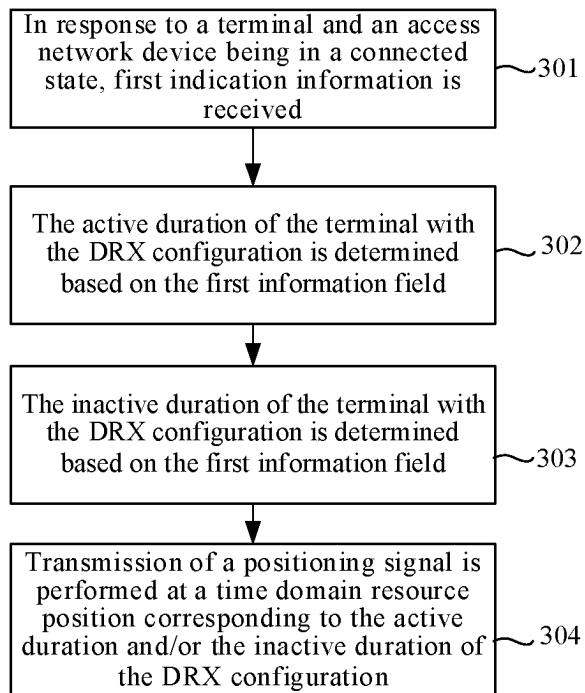 In response to a terminal and an access
network device being in a connected
state, first indication information is
received
301
The active duration of the terminal with
the DRX configuration is determined
based on the first information field
302
The inactive duration of the terminal with
the DRX configuration is determined
based on the first information field
303
Transmission of a positioning signal is
performed at a time domain resource
position corresponding to the active
duration and/or the inactive duration of
the DRX configuration
304